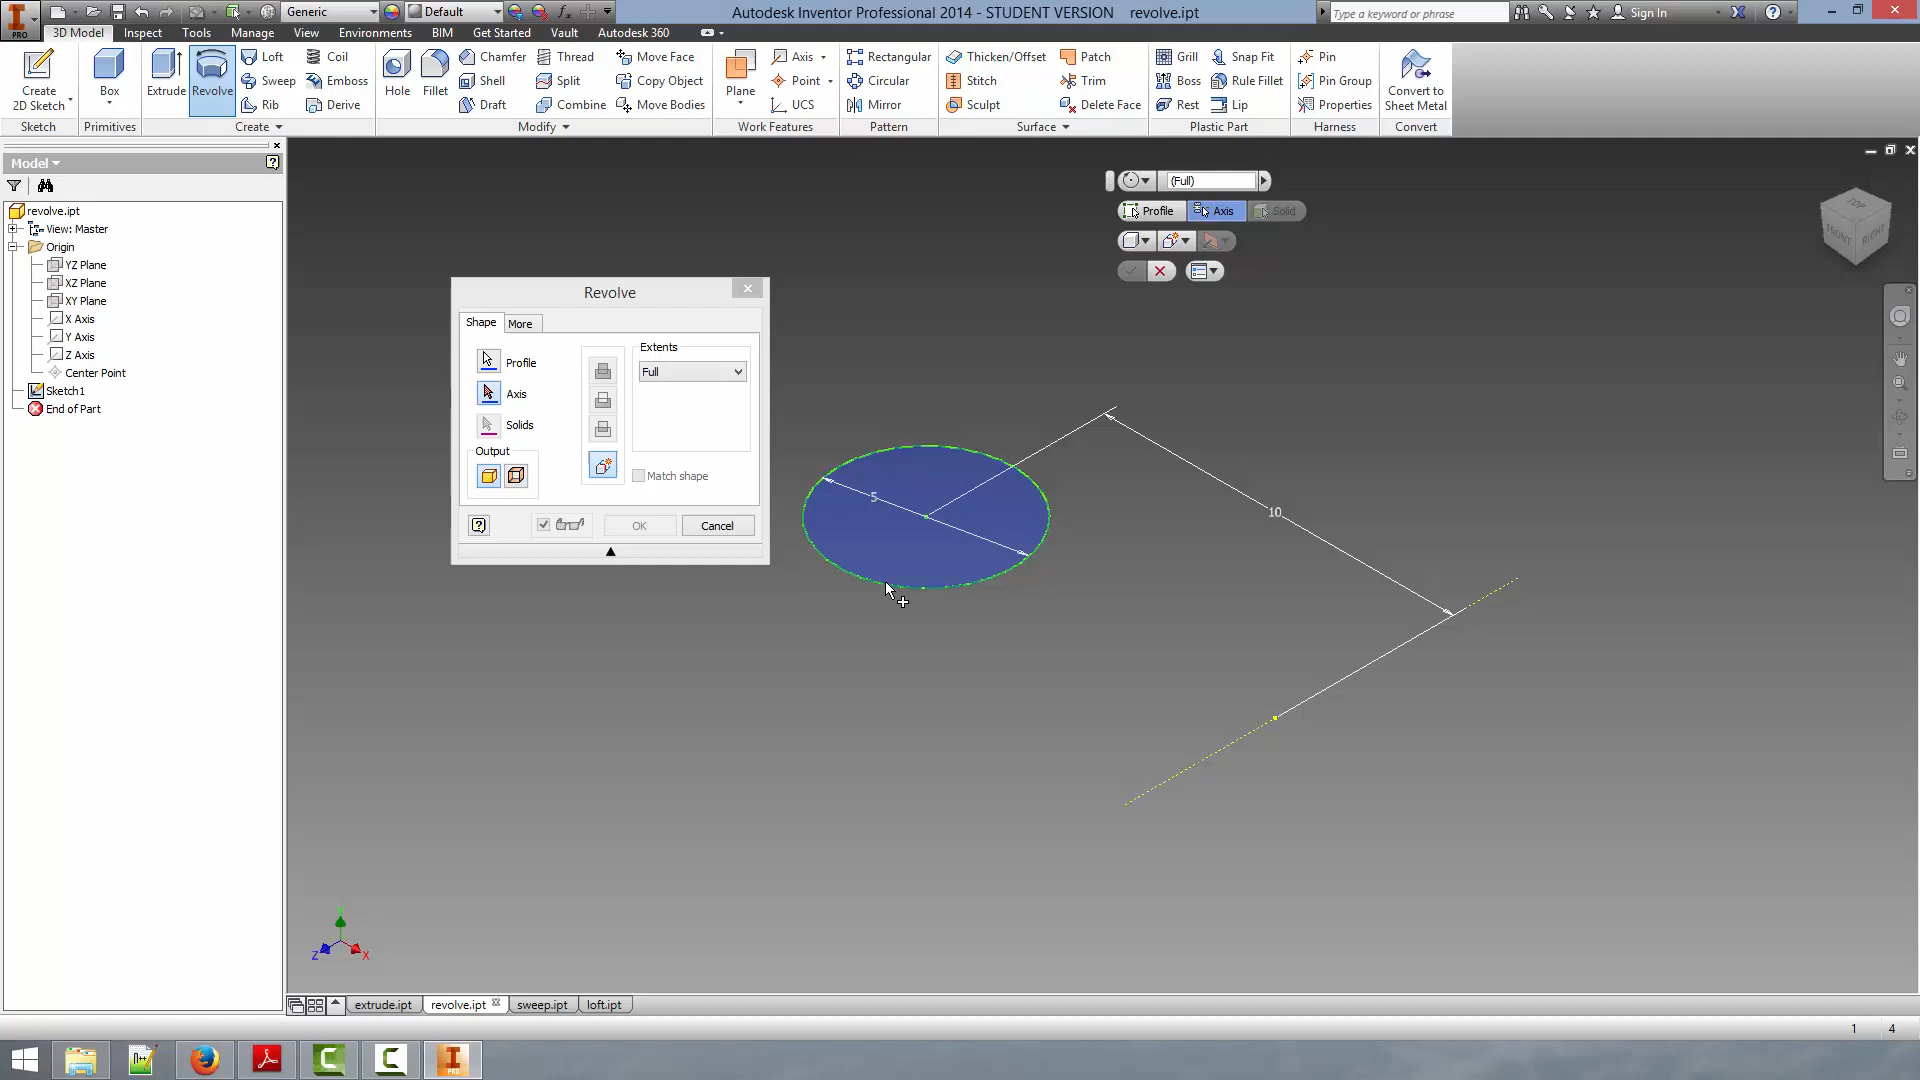 Generic
Default
fx
Autodesk Inventor Professional 2014 - STUDENT VERSION revolve.ipt
Type a keyword or phrase
Sign In
PRO
3D Model
Inspect
Tools
Manage
View
Environments
BIM
Get Started
Vault
Autodesk 360
Create
2D Sketch
Box
Extrude
Revolve
Loft
Sweep
Rib
Coil
Emboss
Derive
Hole
Fillet
Chamfer
Shell
Draft
Thread
Split
Combine
Move Face
Copy Object
Move Bodies
Plane
Axis
Point
UCS
Rectangular
Circular
Mirror
Thicken/Offset
Stitch
Sculpt
Patch
Trim
Delete Face
Grill
Boss
Rest
Snap Fit
Rule Fillet
Lip
Pin
Pin Group
Properties
Convert to
Sheet Metal
Sketch
Primitives
Create
Modify
Work Features
Pattern
Surface
Plastic Part
Harness
Convert
Model
revolve.ipt
View: Master
Origin
YZ Plane
XZ Plane
XY Plane
X Axis
Y Axis
Z Axis
Center Point
Sketch1
End of Part
(Full)
Profile
Axis
Solid
TOP
FRONT
RIGHT
Revolve
Shape
More
Profile
Axis
Solids
Output
Extents
Full
Match shape
OK
Cancel
5
10
Z
X
extrude.ipt
revolve.ipt
sweep.ipt
loft.ipt
1 4
PRO